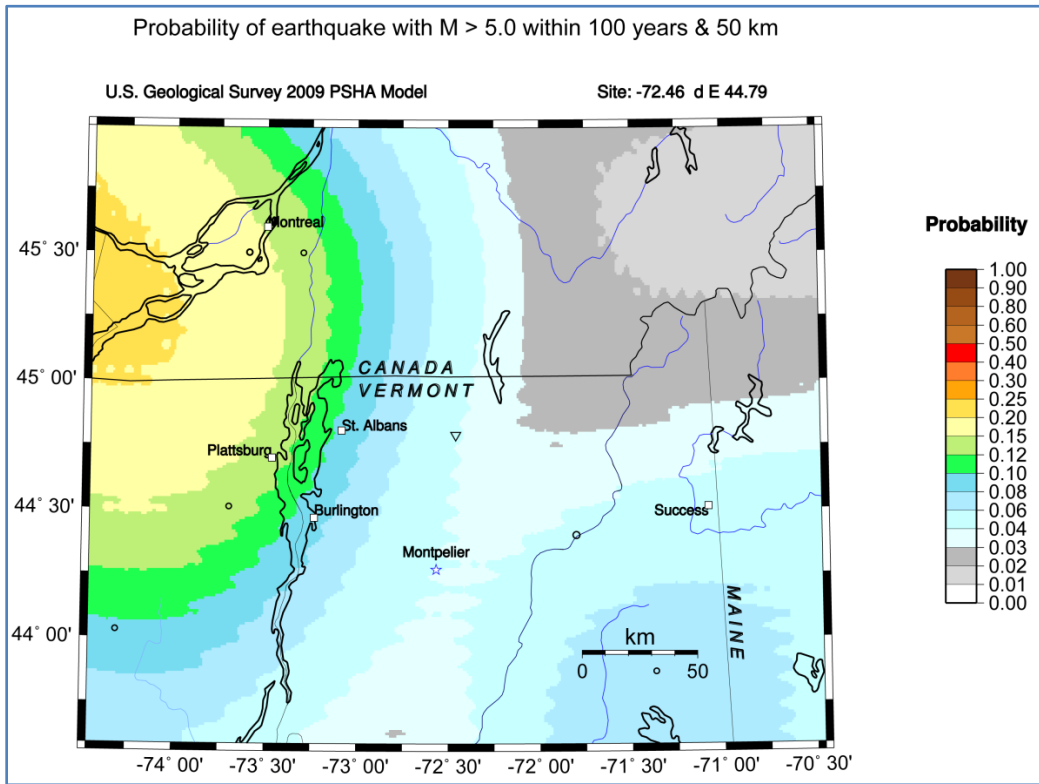 Probability of earthquake with M > 5.0 within 100 years & 50 km
U.S. Geological Survey 2009 PSHA Model
Site: -72.46 d E 44.79
Montreal
45° 30'
45° 00'
CANADA
VERMONT
St. Albans
Plattsburg
44° 30'
Burlington
Success
Montpelier
MAINE
44° 00'
km
0 50
-74° 00' -73° 30' -73° 00' -72° 30' -72° 00' -71° 30' -71° 00' -70° 30'
Probability
1.00
0.90
0.80
0.60
0.50
0.40
0.30
0.25
0.20
0.15
0.12
0.10
0.08
0.06
0.04
0.03
0.02
0.01
0.00